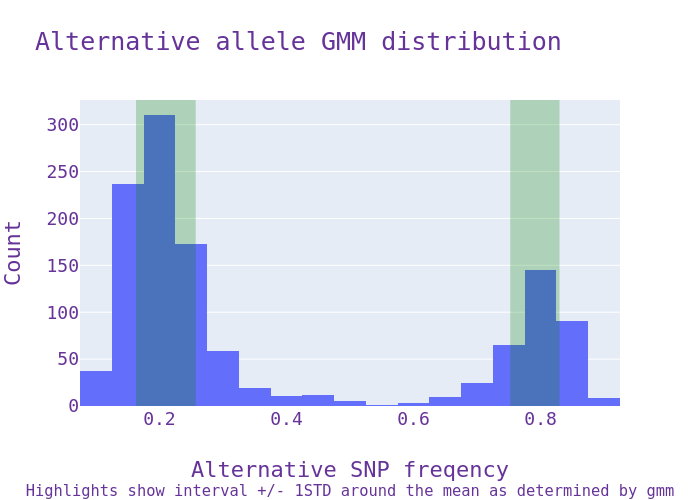 Alternative allele GMM distribution
300
250
200
150
100
50
0
Count
0.2 0.4 0.6 0.8
Alternative SNP freqency
Highlights show interval +/- 1STD around the mean as determined by gmm